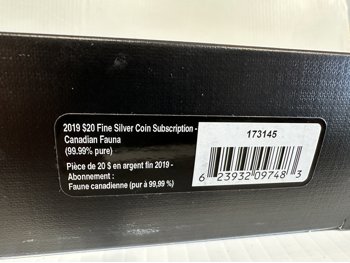 2019 $20 Fine Silver Coin Subscription -
Canadian Fauna
(99.99% pure)
Pièce de 20 $ en argent fin 2019 -
Abonnement :
Faune canadienne (pur à 99,99 %)
173145
6 23932 09748 3